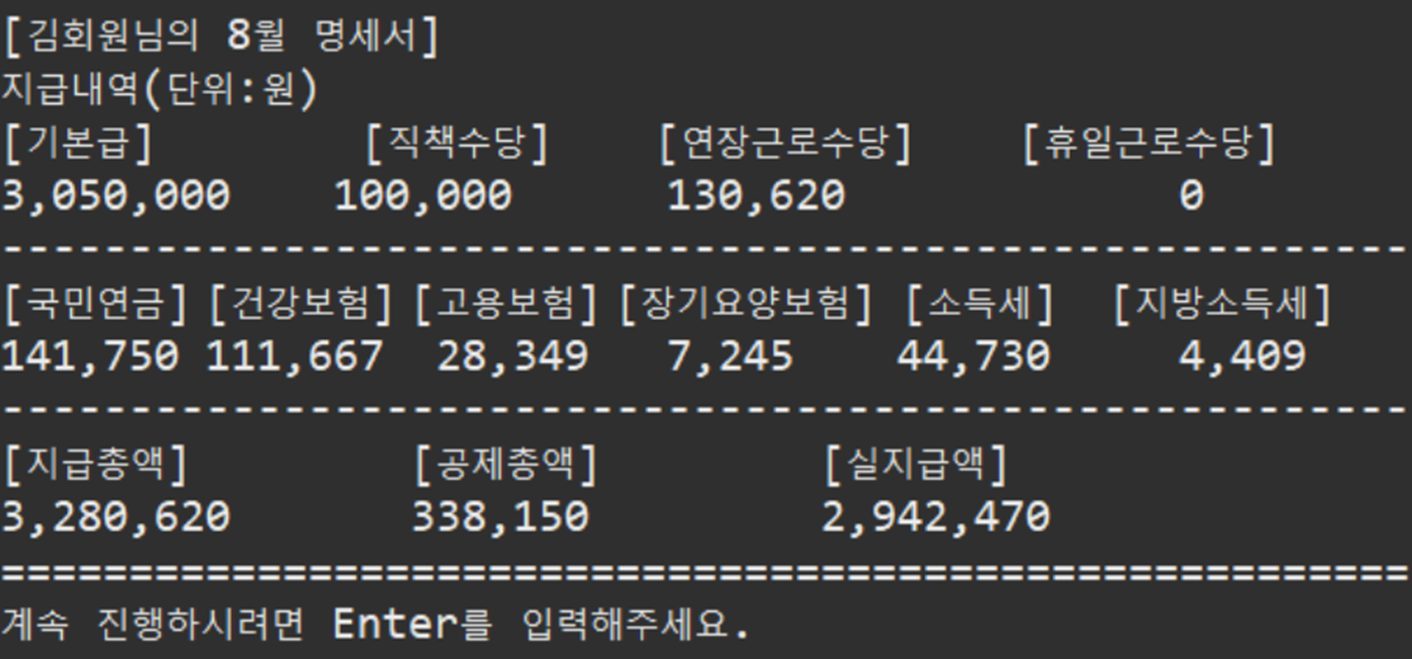 [김회원님의 8월 명세서]
지급내역(단위:원)
[기본급] [직책수당] [연장근로수당] [휴일근로수당]
3,050,000 100,000 130,620 0
-------------------------------------------------------
[국민연금] [건강보험] [고용보험] [장기요양보험] [소득세] [지방소득세]
141,750 111,667 28,349 7,245 44,730 4,409
-------------------------------------------------------
[지급총액] [공제총액] [실지급액]
3,280,620 338,150 2,942,470
=======================================================
계속 진행하시려면 Enter를 입력해주세요.